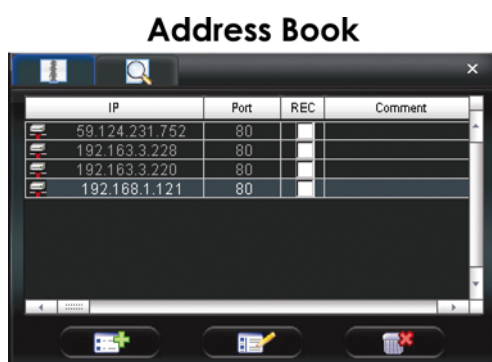 Address Book
IP Port REC Comment
59.124.231.752 80
192.163.3.228 80
192.163.3.220 80
192.168.1.121 80